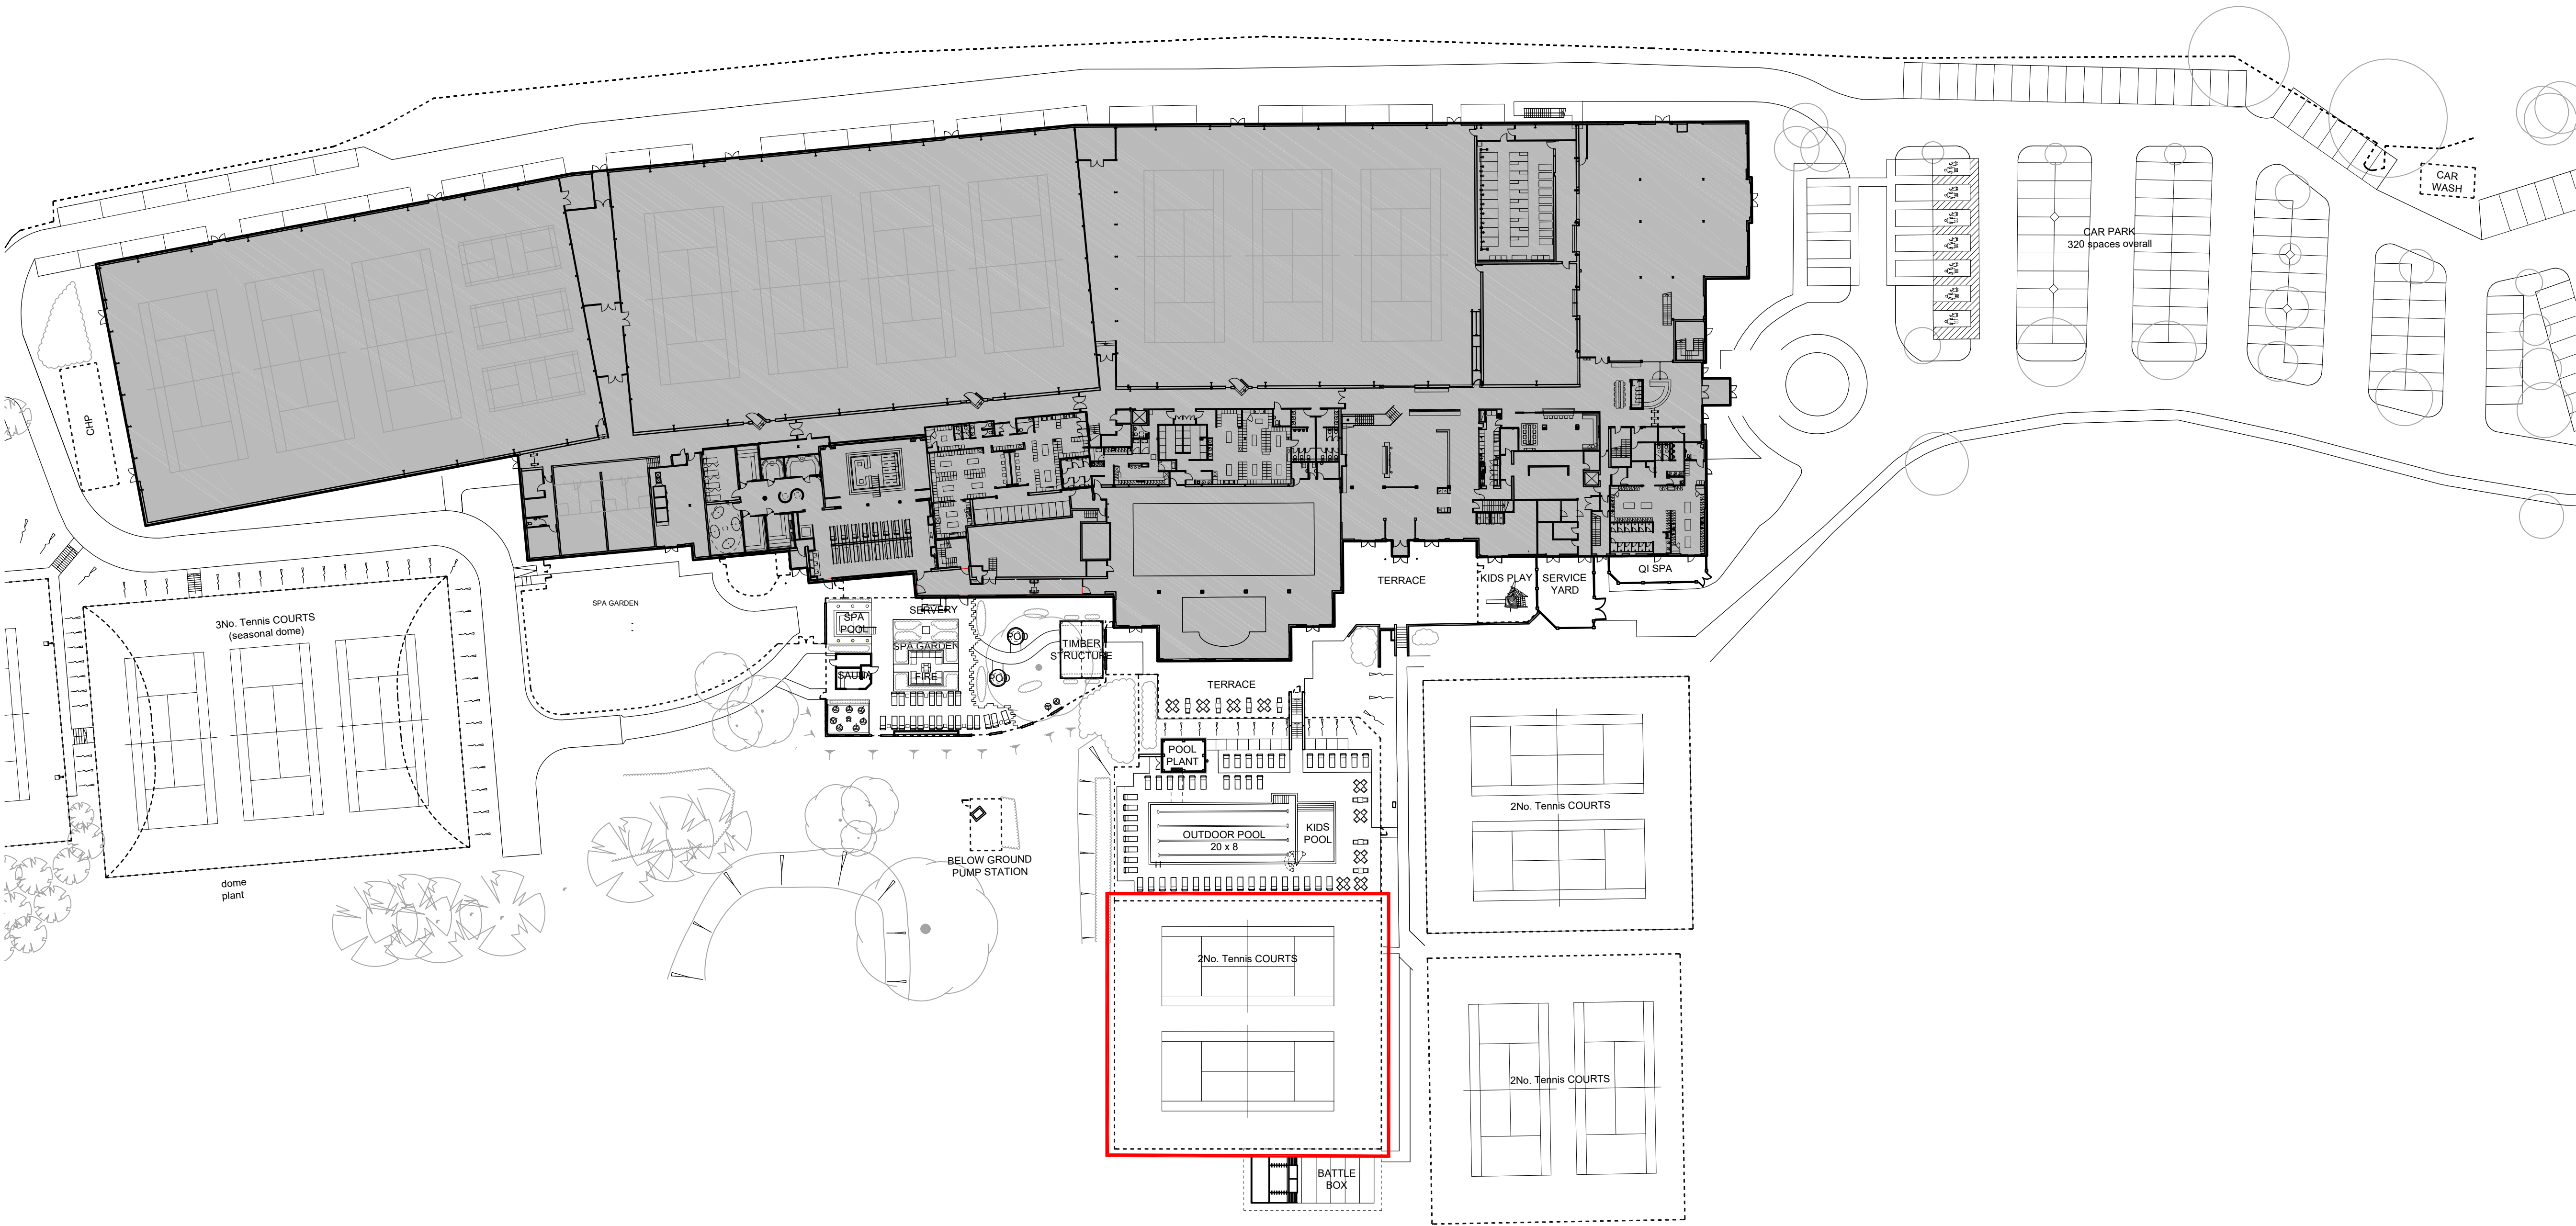 CAR
WASH
CAR PARK
320 spaces overall
CHP
3No. Tennis COURTS
(seasonal dome)
dome
plant
SPA GARDEN
SERVERY
SPA
POOL
SPA GARDEN
SAUNA
FIRE
POD
POD
TIMBER
STRUCTURE
TERRACE
KIDS PLAY
SERVICE
YARD
QI SPA
TERRACE
POOL
PLANT
OUTDOOR POOL
20 x 8
KIDS
POOL
BELOW GROUND
PUMP STATION
2No. Tennis COURTS
2No. Tennis COURTS
2No. Tennis COURTS
BATTLE
BOX